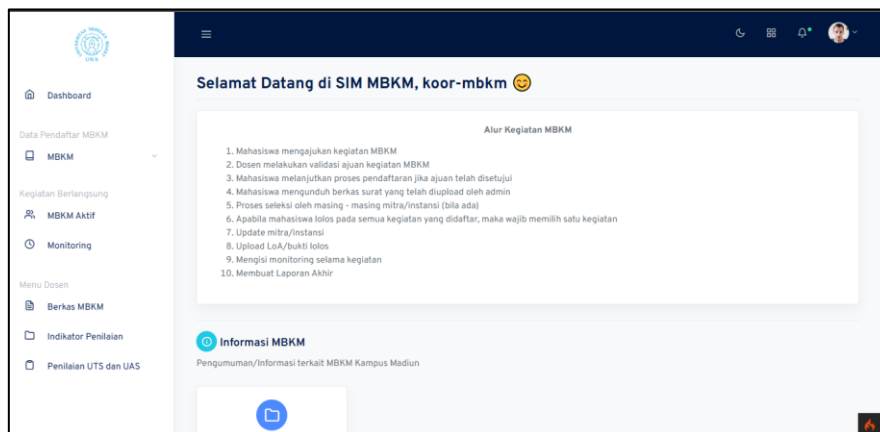 UNS
Dashboard
Data Pendaftar MBKM
MBKM
Kegiatan Berlangsung
MBKM Aktif
Monitoring
Menu Dosen
Berkas MBKM
Indikator Penilaian
Penilaian UTS dan UAS
Selamat Datang di SIM MBKM, koor-mbkm 😊
Alur Kegiatan MBKM
1. Mahasiswa mengajukan kegiatan MBKM
2. Dosen melakukan validasi ajuan kegiatan MBKM
3. Mahasiswa melanjutkan proses pendaftaran jika ajuan telah disetujui
4. Mahasiswa mengunduh berkas surat yang telah diupload oleh admin
5. Proses seleksi oleh masing - masing mitra/instansi (bila ada)
6. Apabila mahasiswa lolos pada semua kegiatan yang didaftar, maka wajib memilih satu kegiatan
7. Update mitra/instansi
8. Upload LoA/bukti lolos
9. Mengisi monitoring selama kegiatan
10. Membuat Laporan Akhir
Informasi MBKM
Pengumuman/Informasi terkait MBKM Kampus Madiun